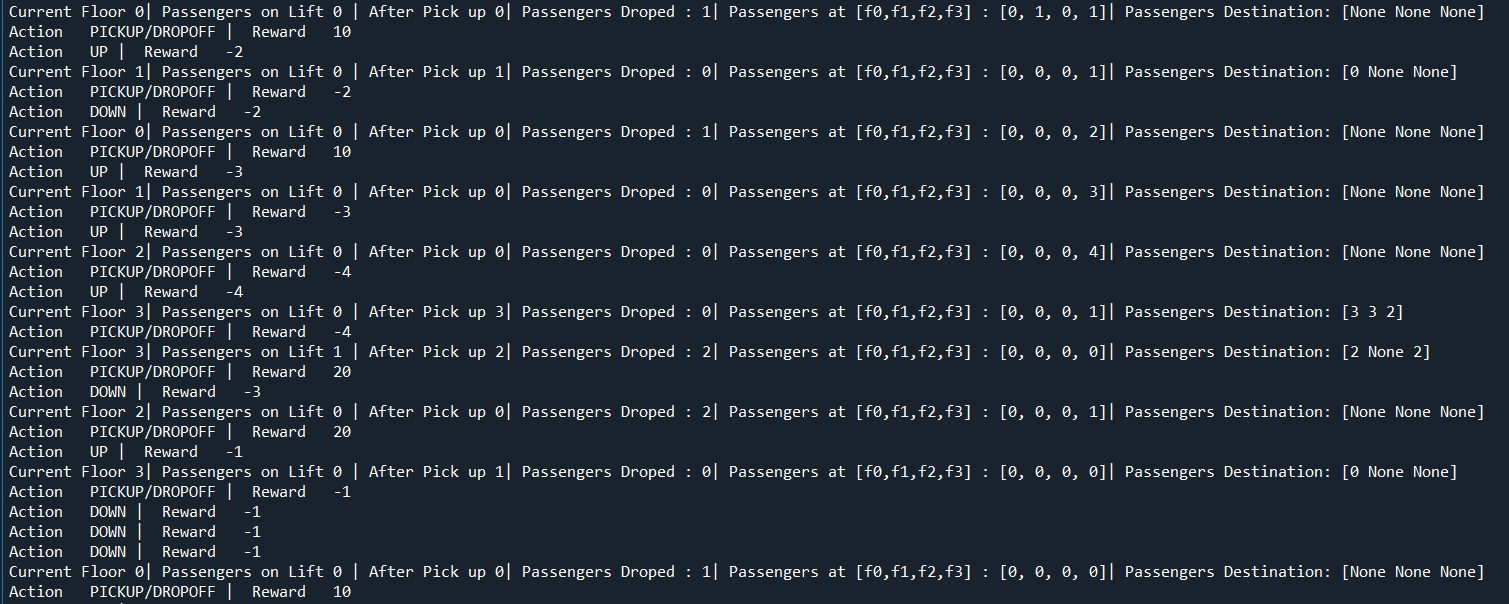 Current Floor 0| Passengers on Lift 0 | After Pick up 0| Passengers Droped : 1| Passengers at [f0,f1,f2,f3] : [0, 1, 0, 1]| Passengers Destination: [None None None]
Action   PICKUP/DROPOFF |  Reward   10
Action   UP |  Reward   -2
Current Floor 1| Passengers on Lift 0 | After Pick up 1| Passengers Droped : 0| Passengers at [f0,f1,f2,f3] : [0, 0, 0, 1]| Passengers Destination: [0 None None]
Action   PICKUP/DROPOFF |  Reward   -2
Action   DOWN |  Reward   -2
Current Floor 0| Passengers on Lift 0 | After Pick up 0| Passengers Droped : 1| Passengers at [f0,f1,f2,f3] : [0, 0, 0, 2]| Passengers Destination: [None None None]
Action   PICKUP/DROPOFF |  Reward   10
Action   UP |  Reward   -3
Current Floor 1| Passengers on Lift 0 | After Pick up 0| Passengers Droped : 0| Passengers at [f0,f1,f2,f3] : [0, 0, 0, 3]| Passengers Destination: [None None None]
Action   PICKUP/DROPOFF |  Reward   -3
Action   UP |  Reward   -3
Current Floor 2| Passengers on Lift 0 | After Pick up 0| Passengers Droped : 0| Passengers at [f0,f1,f2,f3] : [0, 0, 0, 4]| Passengers Destination: [None None None]
Action   PICKUP/DROPOFF |  Reward   -4
Action   UP |  Reward   -4
Current Floor 3| Passengers on Lift 0 | After Pick up 3| Passengers Droped : 0| Passengers at [f0,f1,f2,f3] : [0, 0, 0, 1]| Passengers Destination: [3 3 2]
Action   PICKUP/DROPOFF |  Reward   -4
Current Floor 3| Passengers on Lift 1 | After Pick up 2| Passengers Droped : 2| Passengers at [f0,f1,f2,f3] : [0, 0, 0, 0]| Passengers Destination: [2 None 2]
Action   PICKUP/DROPOFF |  Reward   20
Action   DOWN |  Reward   -3
Current Floor 2| Passengers on Lift 0 | After Pick up 0| Passengers Droped : 2| Passengers at [f0,f1,f2,f3] : [0, 0, 0, 1]| Passengers Destination: [None None None]
Action   PICKUP/DROPOFF |  Reward   20
Action   UP |  Reward   -1
Current Floor 3| Passengers on Lift 0 | After Pick up 1| Passengers Droped : 0| Passengers at [f0,f1,f2,f3] : [0, 0, 0, 0]| Passengers Destination: [0 None None]
Action   PICKUP/DROPOFF |  Reward   -1
Action   DOWN |  Reward   -1
Action   DOWN |  Reward   -1
Action   DOWN |  Reward   -1
Current Floor 0| Passengers on Lift 0 | After Pick up 0| Passengers Droped : 1| Passengers at [f0,f1,f2,f3] : [0, 0, 0, 0]| Passengers Destination: [None None None]
Action   PICKUP/DROPOFF |  Reward   10